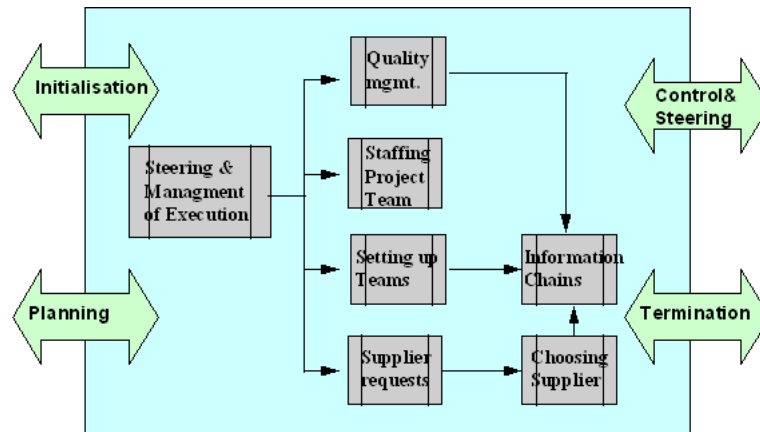 Initialisation
Quality
mgmt.
Control&
Steering
Steering &
Managment
of Execution
Staffing
Project
Team
Setting up
Teams
Information
Chains
Planning
Termination
Supplier
requests
Choosing
Supplier